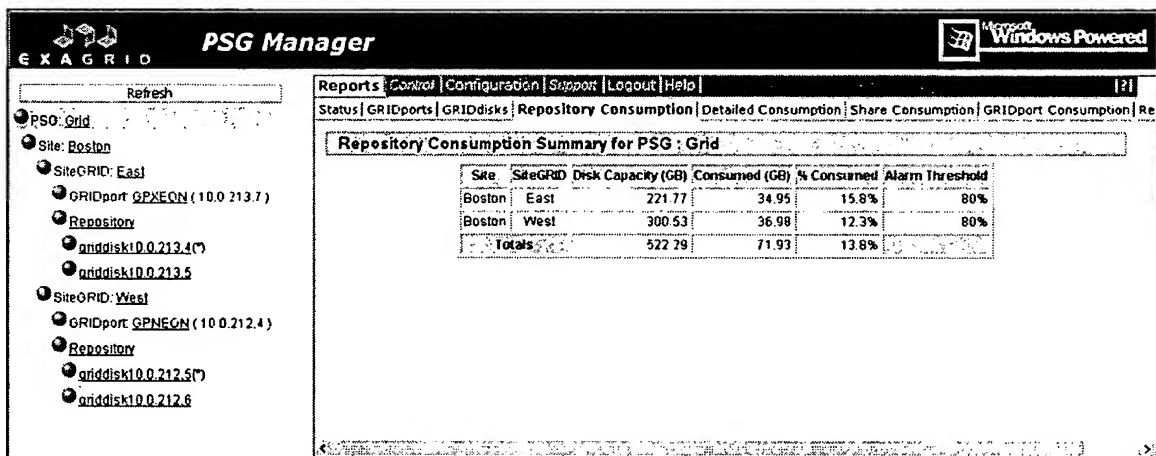 EXAGRID
PSG Manager
Microsoft
Windows Powered
Refresh
PSG: Grid
Site: Boston
SiteGRID: East
GRIDport: GPXEON ( 10.0.213.7 )
Repository
griddisk10.0.213.4(*)
griddisk10.0.213.5
SiteGRID: West
GRIDport: GPNEON ( 10.0.212.4 )
Repository
griddisk10.0.212.5(*)
griddisk10.0.212.6
Reports | Control | Configuration | Support | Logout | Help | |?|
Status | GRIDports | GRIDdisks | Repository Consumption | Detailed Consumption | Share Consumption | GRIDport Consumption | Re
Repository Consumption Summary for PSG : Grid
Site SiteGRID Disk Capacity (GB) Consumed (GB) % Consumed Alarm Threshold
Boston East 221.77 34.95 15.8% 80%
Boston West 300.53 36.98 12.3% 80%
Totals 522.29 71.93 13.8%